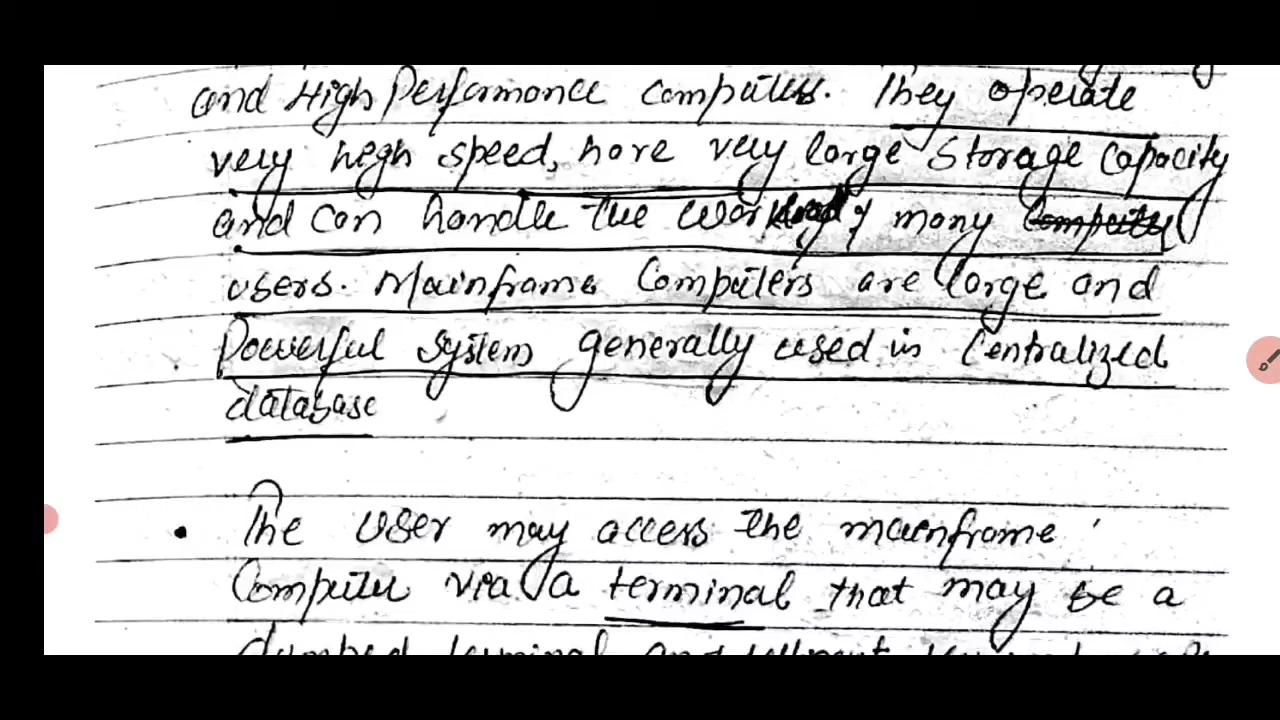 and High Performance computers. They operate
very high speed, have very large storage capacity
and can handle the workload of many
users. Mainframe Computers are large and
Powerful system generally used in Centralized
database
• The user may access the mainframe
Computer via a terminal that may be a
terminal